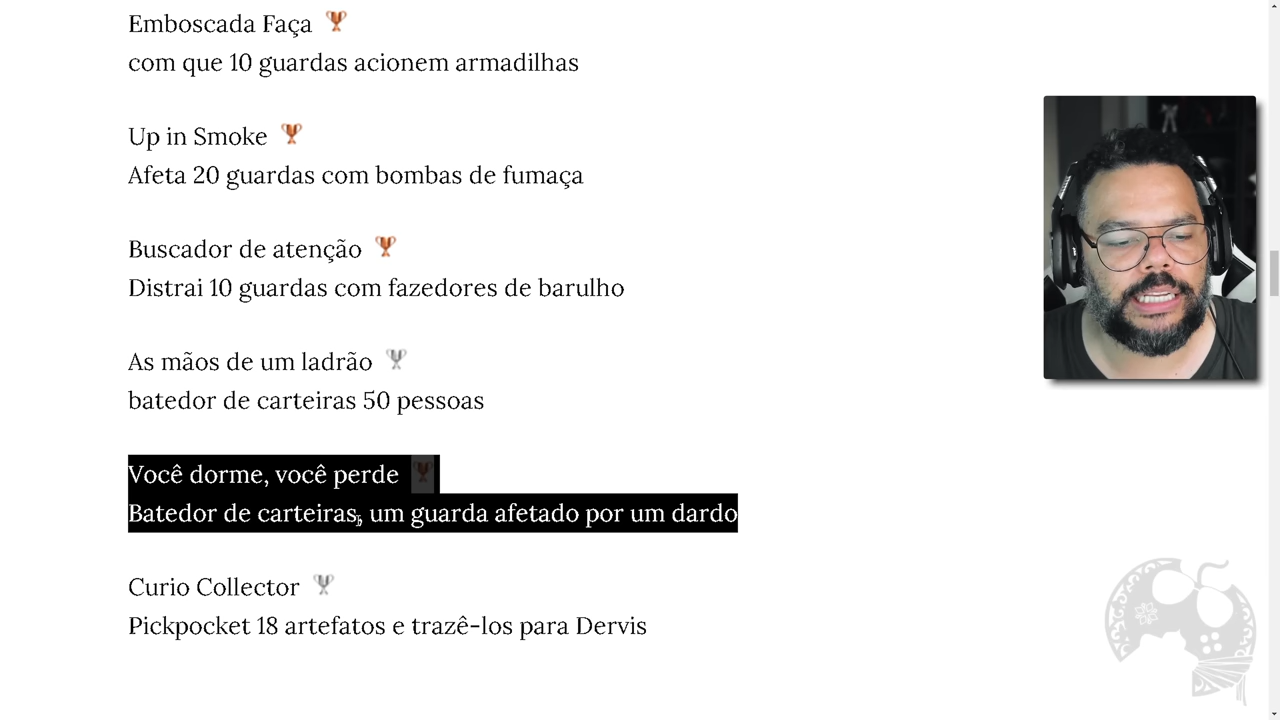 Emboscada Faça
com que 10 guardas acionem armadilhas
Up in Smoke
Afeta 20 guardas com bombas de fumaça
Buscador de atenção
Distrai 10 guardas com fazedores de barulho
As mãos de um ladrão
batedor de carteiras 50 pessoas
Você dorme, você perde
Batedor de carteiras, um guarda afetado por um dardo
Curio Collector
Pickpocket 18 artefatos e trazê-los para Dervis